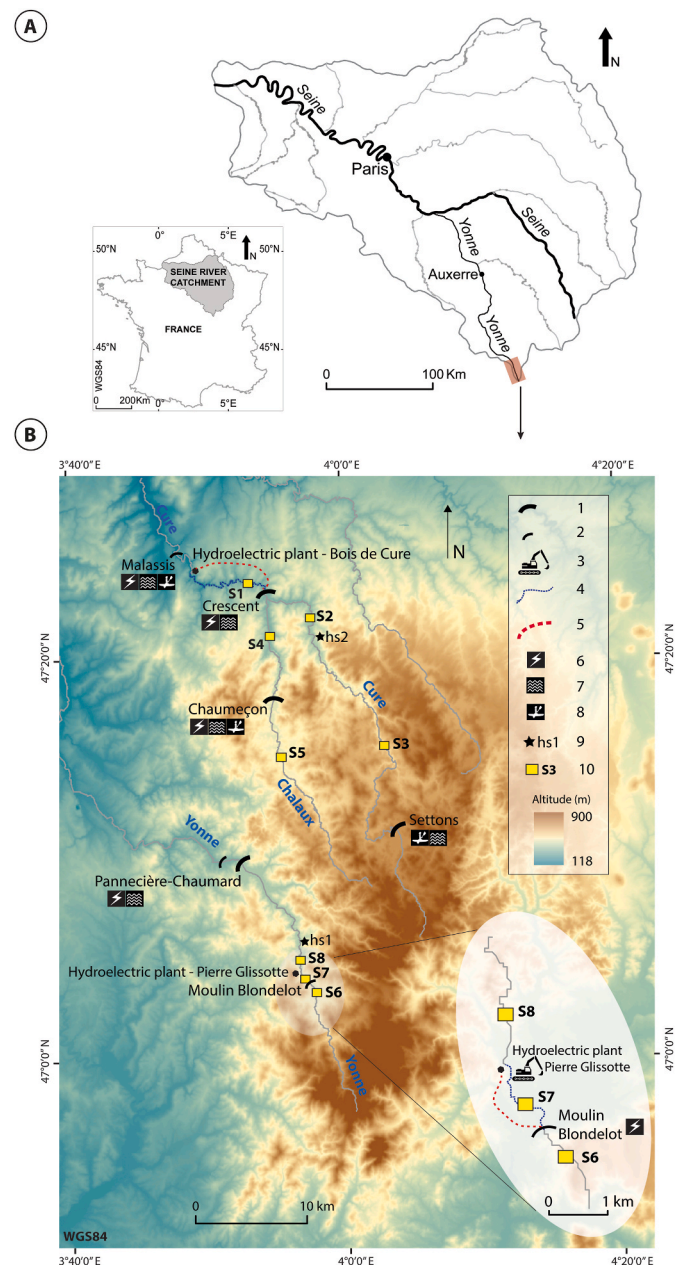 A
N
Seine
Paris
Seine
Yonne
Auxerre
Yonne
0 100 Km
0° 5°E
50°N 50°N
N
SEINE RIVER
CATCHMENT
FRANCE
45°N 45°N
WGS84
0 200Km
0° 5°E
B
3°40'0"E 4°0'0"E 4°20'0"E
Cure
N
Hydroelectric plant - Bois de Cure
Malassis
S1
Crescent
S2
S4
hs2
47°20'0"N 47°20'0"N
Cure
Chaumeçon
S3
S5
Chalaux
Settons
Yonne
Pannecière-Chaumard
hs1
S8
Hydroelectric plant - Pierre Glissotte
S7
Moulin Blondelot
S6
47°0'0"N 47°0'0"N
Yonne
1
2
3
4
5
6
7
8
hs1 9
S3 10
Altitude (m)
900
118
S8
Hydroelectric plant
Pierre Glissotte
S7
Moulin
Blondelot
S6
0 1 km
0 10 km
WGS84
3°40'0"E 4°0'0"E 4°20'0"E